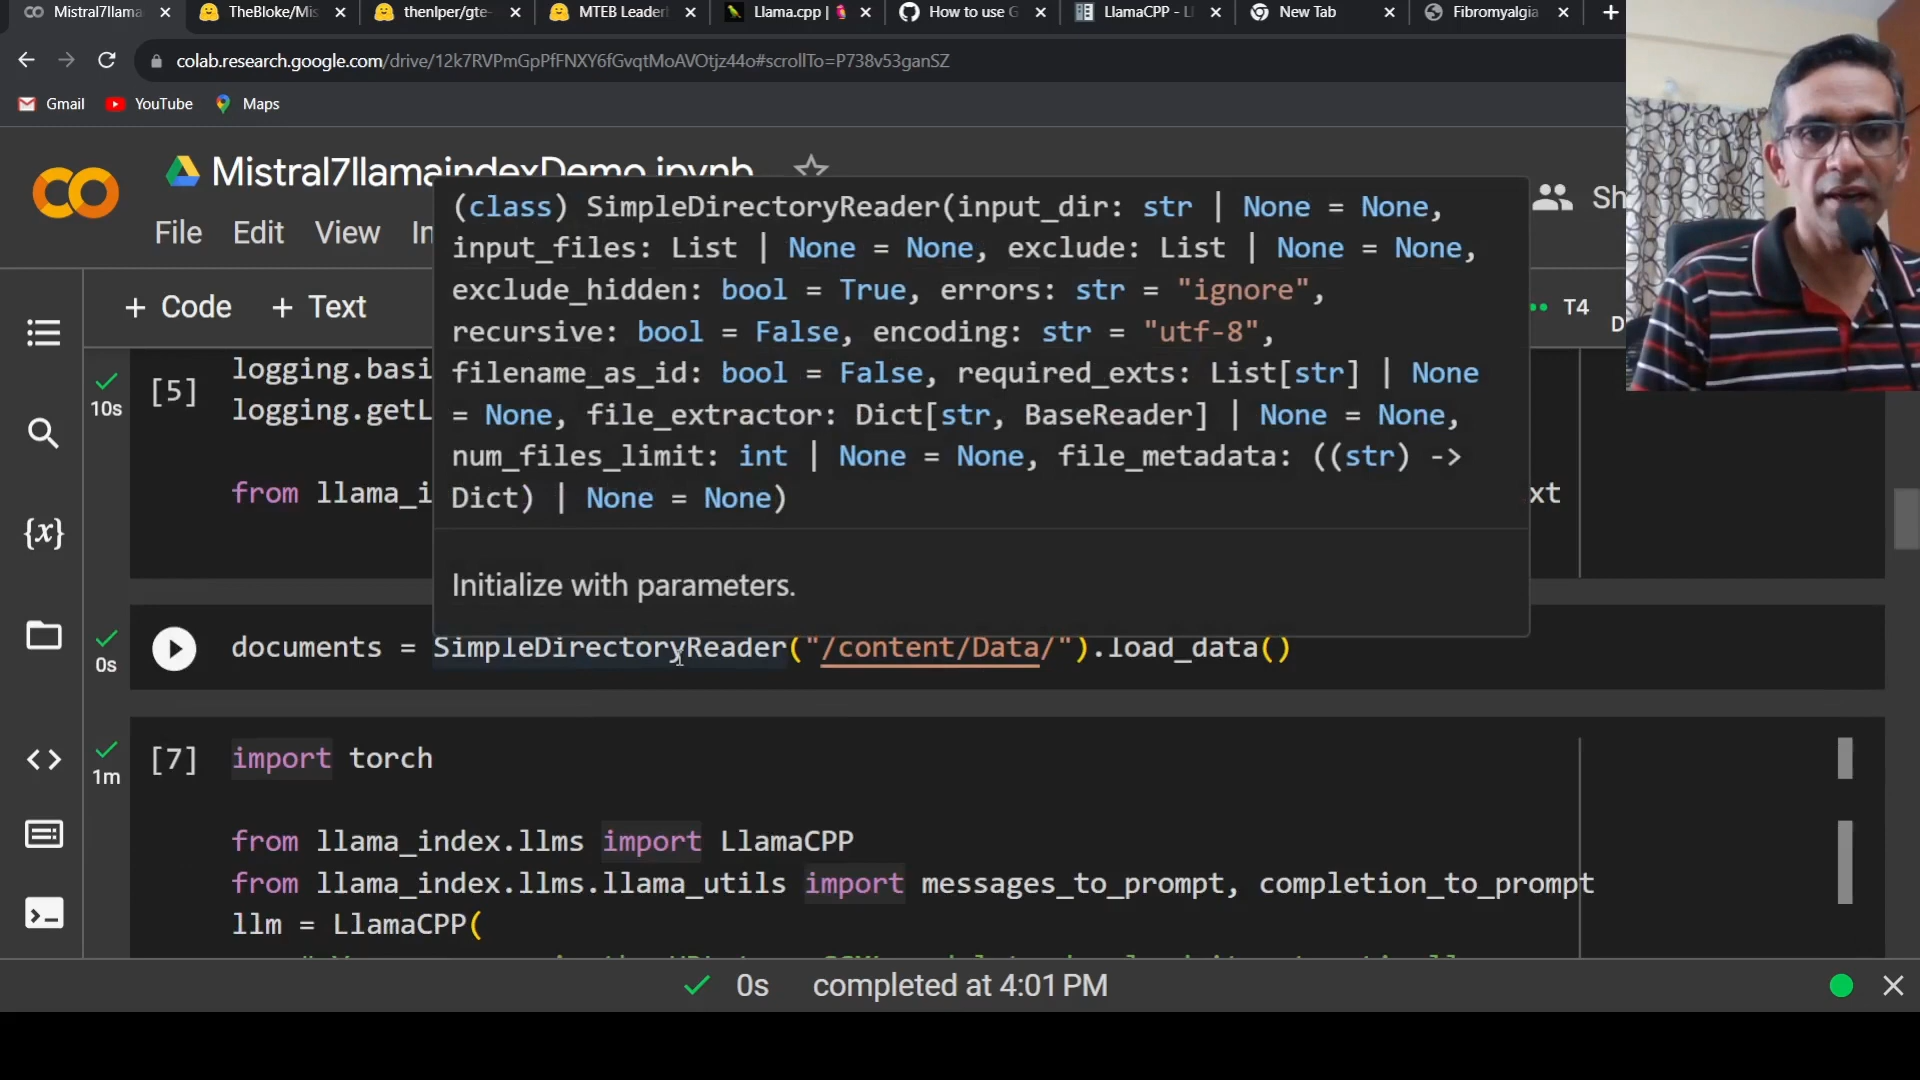 Mistral7llama
TheBloke/Mis
thenlper/gte-
MTEB Leader
Llama.cpp |
How to use G
LlamaCPP - Ll
New Tab
Fibromyalgia
colab.research.google.com/drive/12k7RVPmGpPfFNXY6fGvqtMoAVOtjz44o#scrollTo=P738v53ganSZ
Gmail
YouTube
Maps
Mistral7llamaindexDemo.ipynb
File Edit View In
Sh
(class) SimpleDirectoryReader(input_dir: str | None = None,
input_files: List | None = None, exclude: List | None = None,
exclude_hidden: bool = True, errors: str = "ignore",
recursive: bool = False, encoding: str = "utf-8",
filename_as_id: bool = False, required_exts: List[str] | None
= None, file_extractor: Dict[str, BaseReader] | None = None,
num_files_limit: int | None = None, file_metadata: ((str) ->
Dict) | None = None)
Initialize with parameters.
+ Code + Text
T4
D
10s
[5]
logging.basi
logging.getL
from llama_i
xt
0s
documents = SimpleDirectoryReader("/content/Data/").load_data()
1m
[7]
import torch
from llama_index.llms import LlamaCPP
from llama_index.llms.llama_utils import messages_to_prompt, completion_to_prompt
llm = LlamaCPP(
0s completed at 4:01 PM